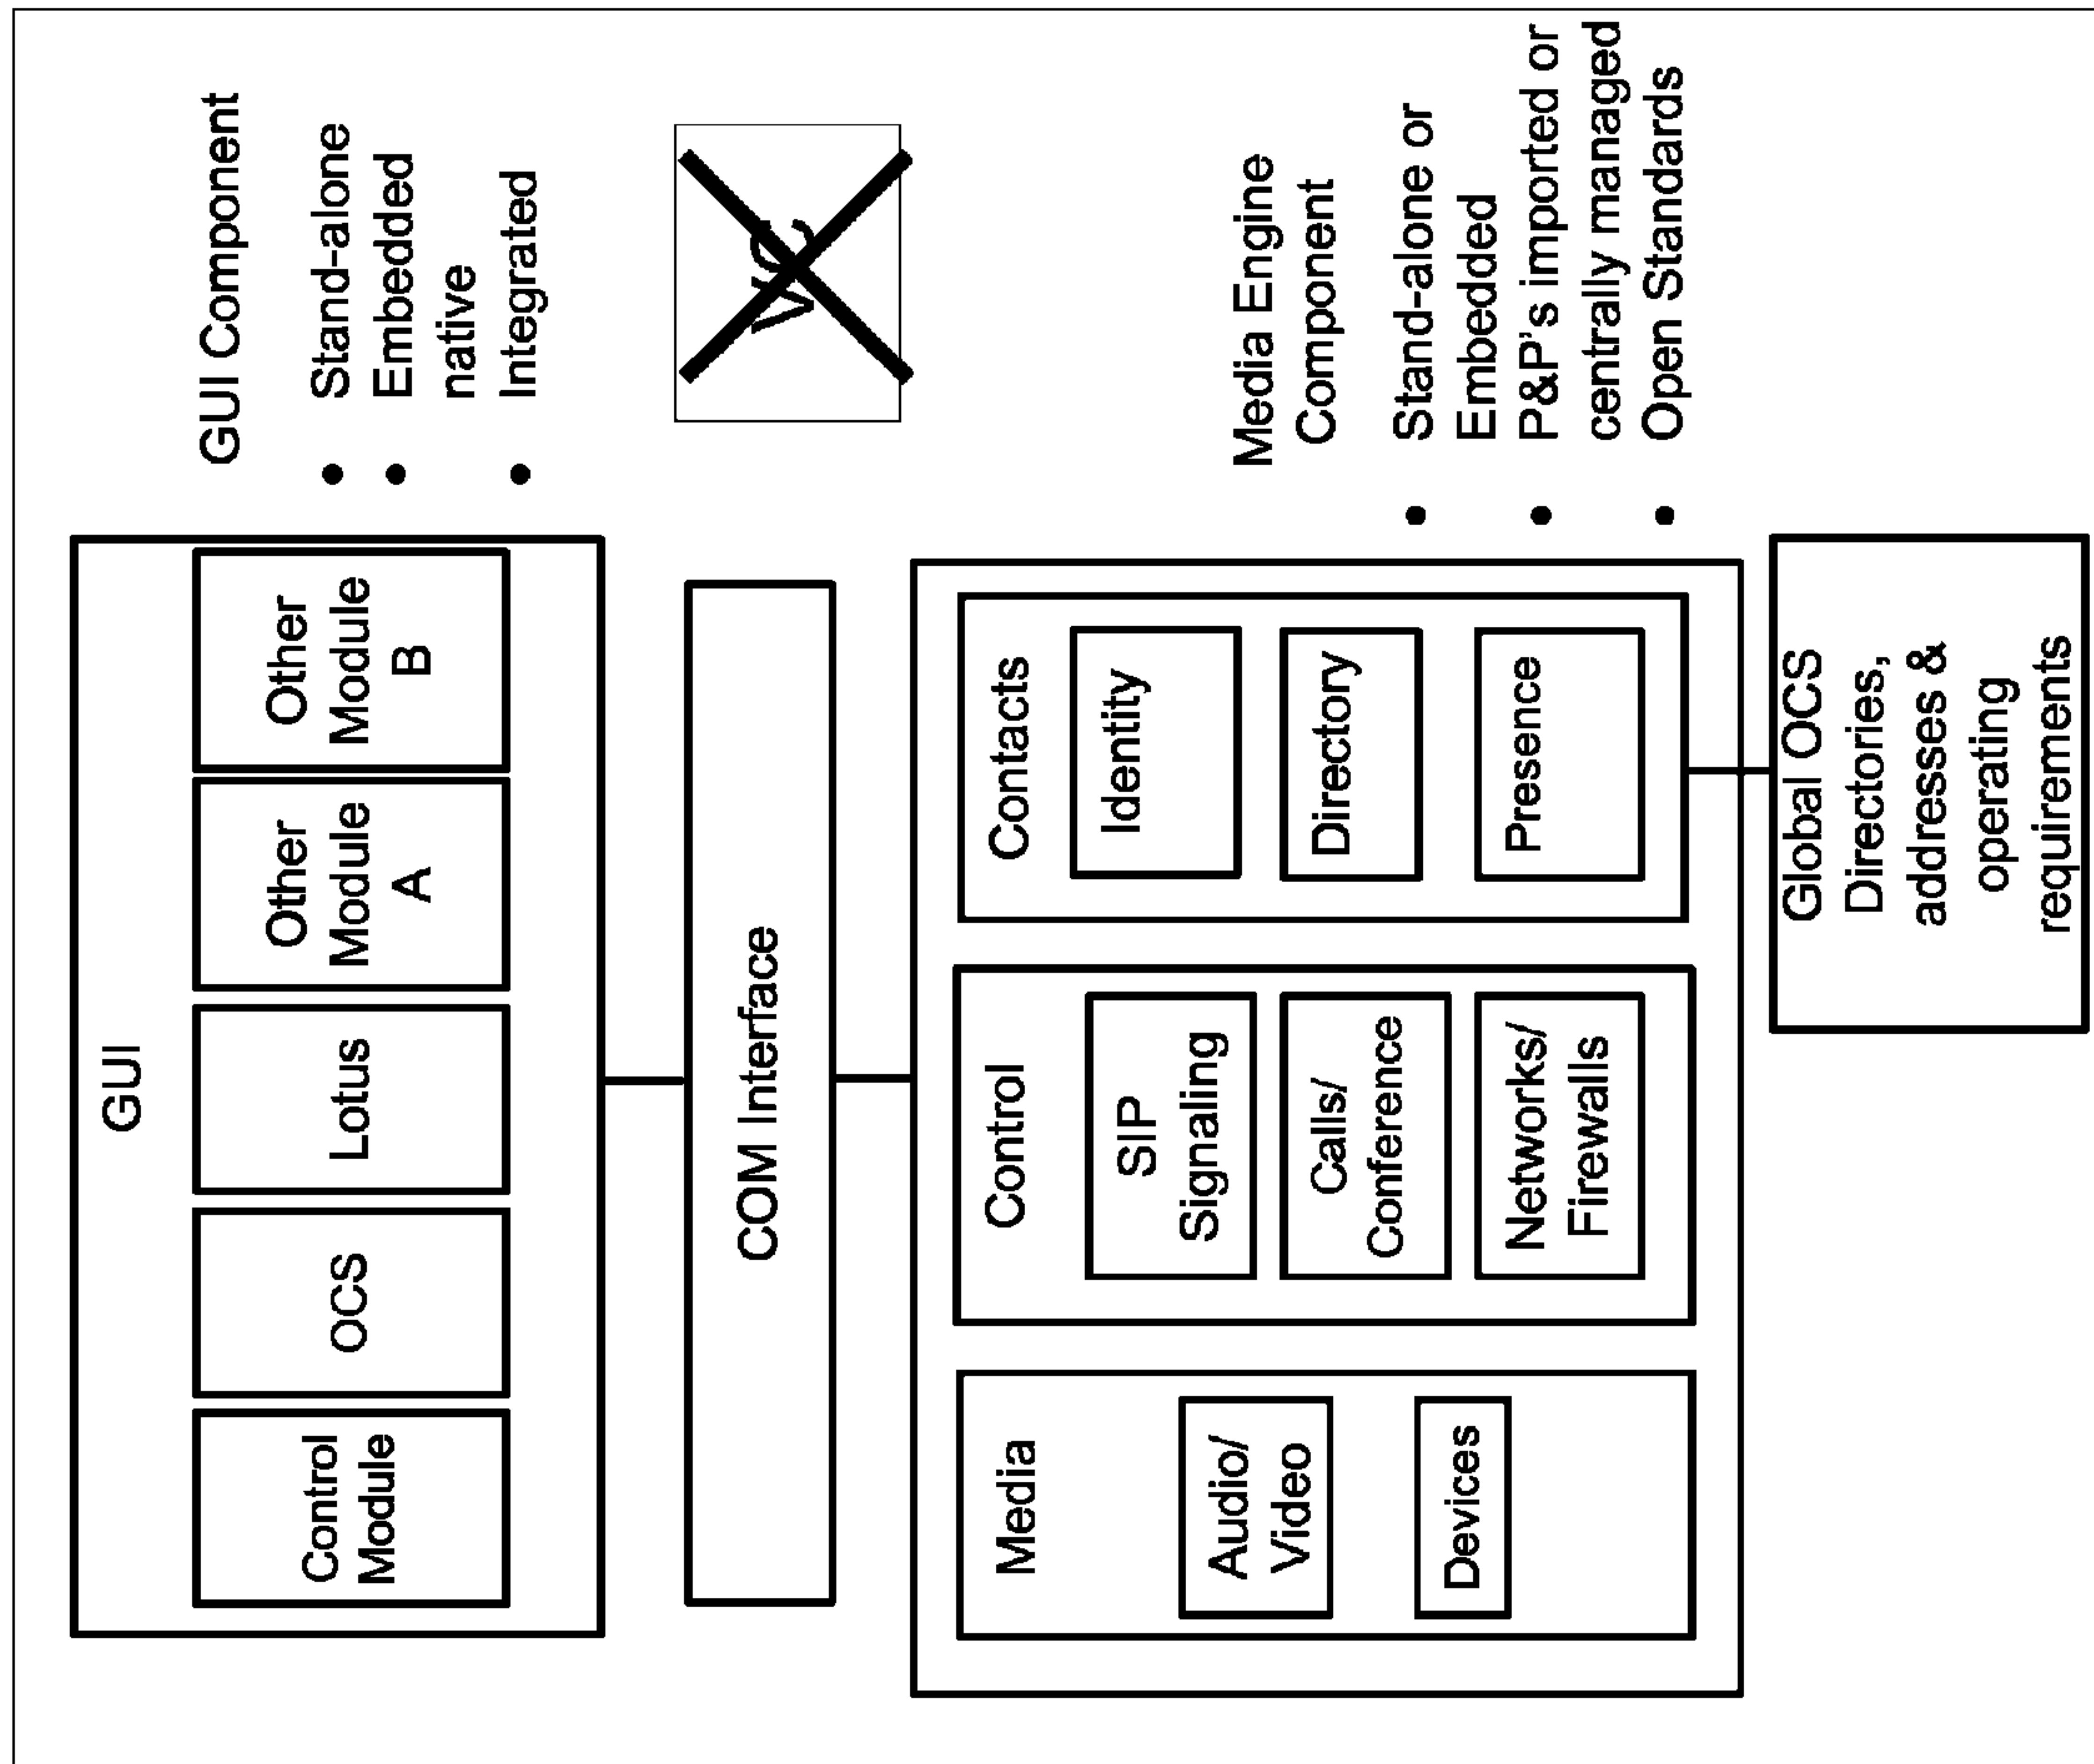 GUI
Control
Module
OCS
Lotus
Other
Module
A
Other
Module
B
GUI Component
• Stand-alone
• Embedded
native
• Integrated
COM Interface
Media
Audio/
Video
Devices
Control
SIP
Signaling
Calls/
Conference
Networks/
Firewalls
Contacts
Identity
Directory
Presence
Media Engine
Component
• Stand-alone or
Embedded
• P&P's imported or
centrally managed
• Open Standards
Global OCS
Directories,
addresses &
operating
requirements